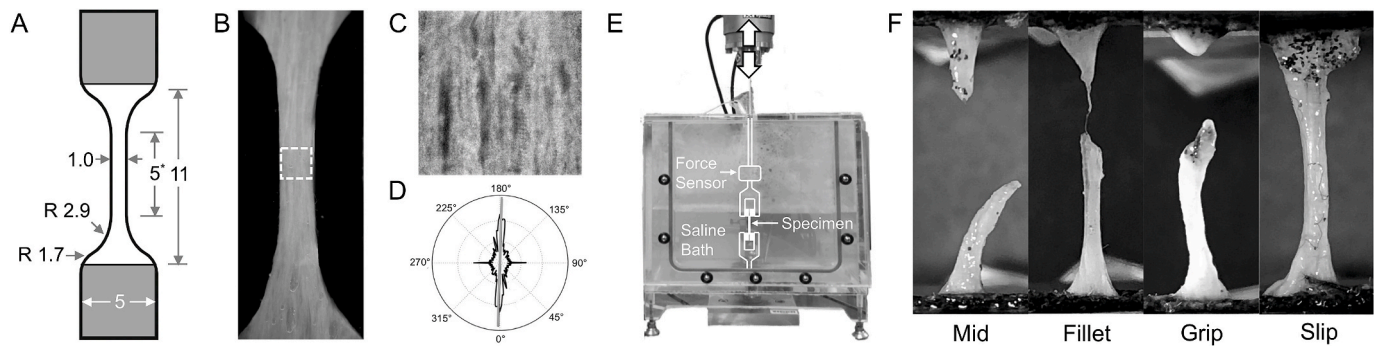 A
B
C
D
E
F
1.0
5*
11
R 2.9
R 1.7
5
180°
225°
135°
270°
90°
315°
45°
0°
Force
Sensor
Specimen
Saline
Bath
Mid
Fillet
Grip
Slip